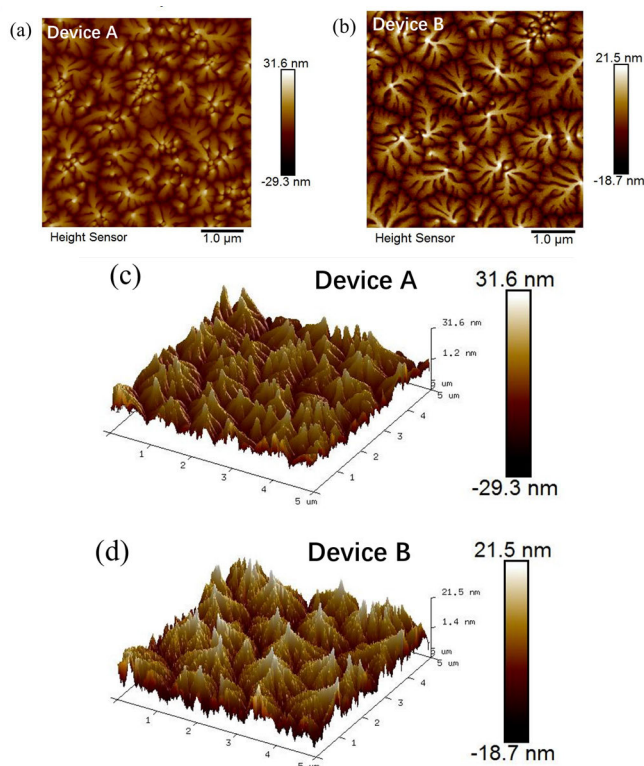 (a)
Device A
31.6 nm
-29.3 nm
Height Sensor
1.0 µm
(b)
Device B
21.5 nm
-18.7 nm
Height Sensor
1.0 µm
(c)
Device A
31.6 nm
31.6 nm
1.2 nm
5 um
4
3
2
1
1
2
3
4
5 um
-29.3 nm
(d)
Device B
21.5 nm
21.5 nm
1.4 nm
5 um
4
3
2
1
1
2
3
4
5 um
-18.7 nm